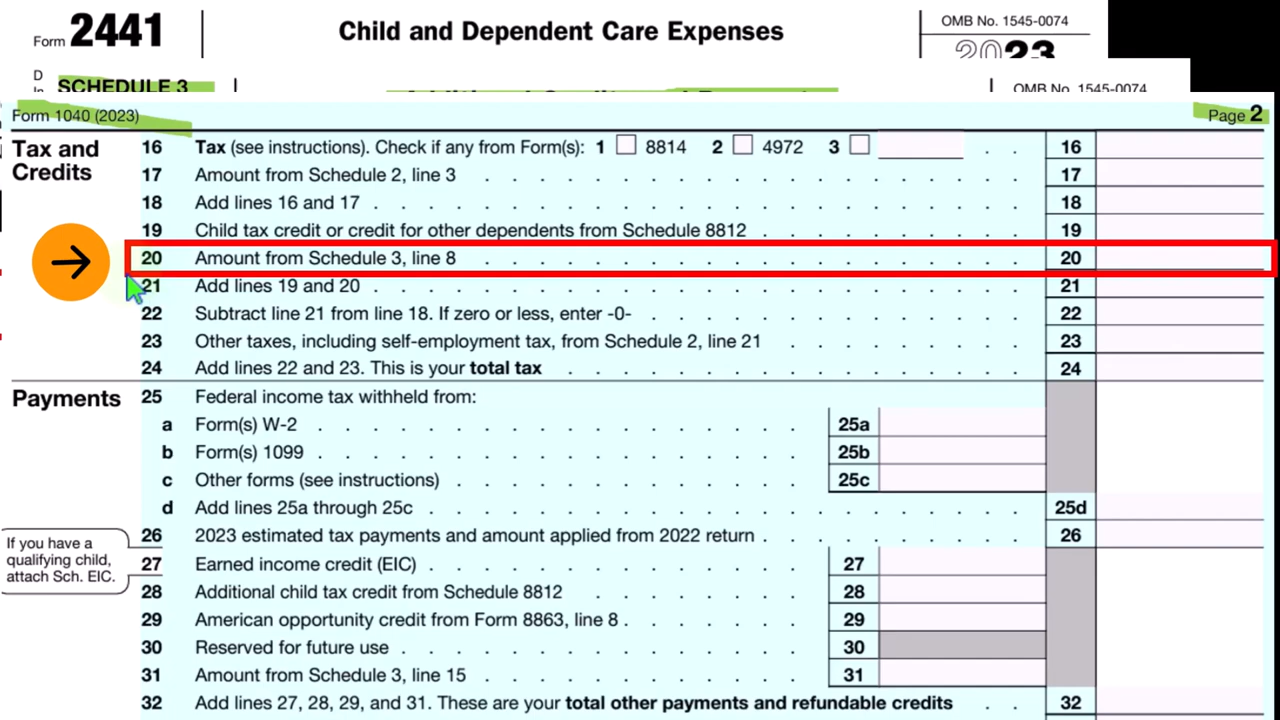 Form 2441 Child and Dependent Care Expenses OMB No. 1545-0074
2023
D
SCHEDULE 3 OMB No. 1545-0074
Form 1040 (2023) Page 2
Tax and Credits 16 Tax (see instructions). Check if any from Form(s): 1 8814 2 4972 3 . . 16
17 Amount from Schedule 2, line 3 . . . . . . . . . . . . . . . . . . . . 17
18 Add lines 16 and 17 . . . . . . . . . . . . . . . . . . . . . . . . 18
19 Child tax credit or credit for other dependents from Schedule 8812 . . . . . . . . . . 19
20 Amount from Schedule 3, line 8 . . . . . . . . . . . . . . . . . . . . 20
21 Add lines 19 and 20 . . . . . . . . . . . . . . . . . . . . . . . . 21
22 Subtract line 21 from line 18. If zero or less, enter -0- . . . . . . . . . . . . . . 22
23 Other taxes, including self-employment tax, from Schedule 2, line 21 . . . . . . . . . 23
24 Add lines 22 and 23. This is your total tax . . . . . . . . . . . . . . . . . 24
Payments 25 Federal income tax withheld from:
a Form(s) W-2 . . . . . . . . . . . . . . . . . . 25a
b Form(s) 1099 . . . . . . . . . . . . . . . . . . 25b
c Other forms (see instructions) . . . . . . . . . . . . . 25c
d Add lines 25a through 25c . . . . . . . . . . . . . . . . . . . . . . 25d
26 2023 estimated tax payments and amount applied from 2022 return . . . . . . . . . . 26
If you have a
qualifying child,
attach Sch. EIC.
27 Earned income credit (EIC) . . . . . . . . . . . . . . 27
28 Additional child tax credit from Schedule 8812 . . . . . . . . 28
29 American opportunity credit from Form 8863, line 8 . . . . . . . 29
30 Reserved for future use . . . . . . . . . . . . . . . 30
31 Amount from Schedule 3, line 15 . . . . . . . . . . . . 31
32 Add lines 27, 28, 29, and 31. These are your total other payments and refundable credits . . 32